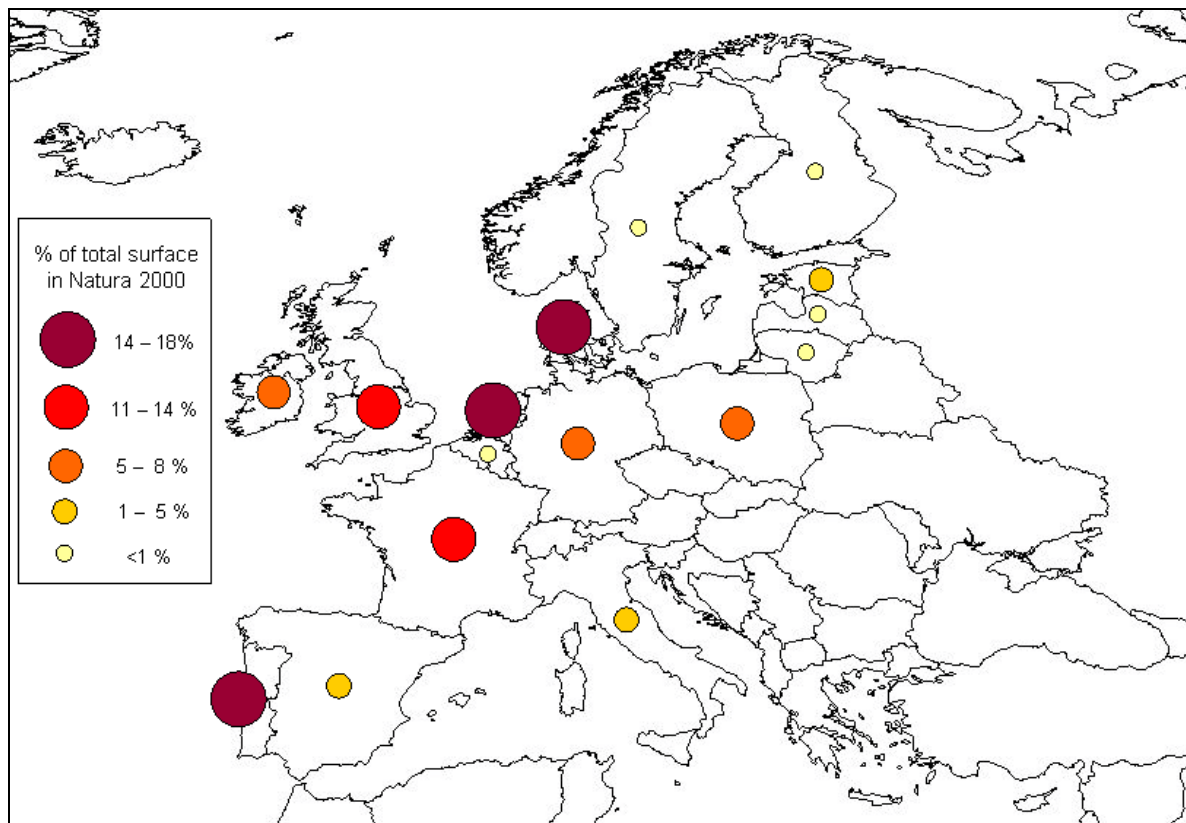 % of total surface
in Natura 2000
14 – 18%
11 – 14 %
5 – 8 %
1 – 5 %
<1 %